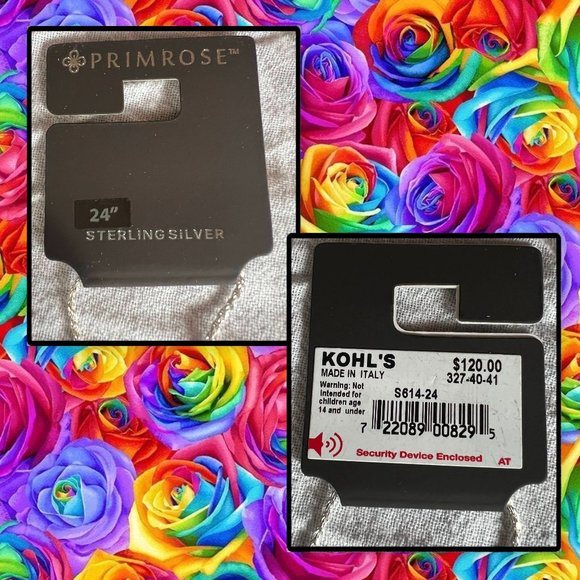 PRIMROSE™
24"
STERLING SILVER
KOHL'S
$120.00
MADE IN ITALY
327-40-41
Warning: Not
Intended for
children age
14 and under
S614-24
7 22089 00829 5
Security Device Enclosed
AT